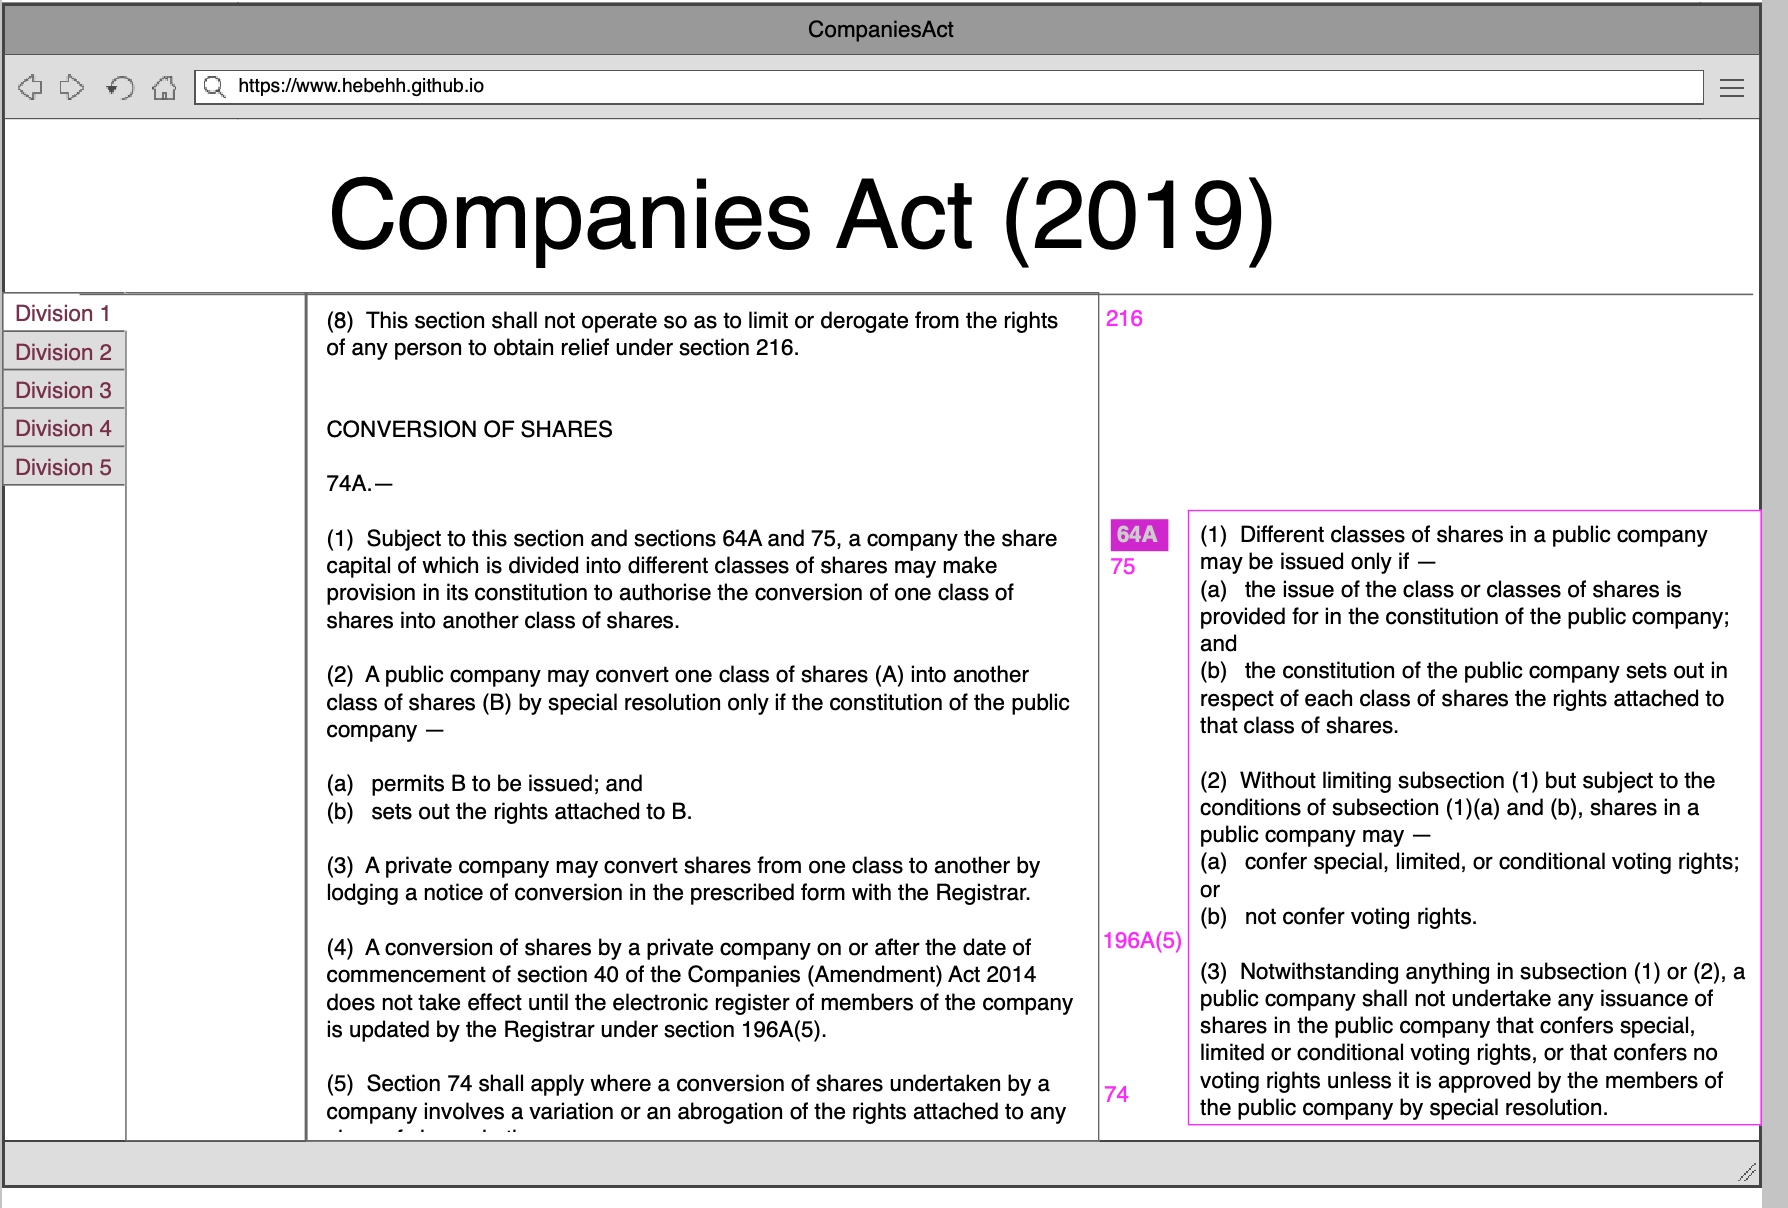 CompaniesAct
https://www.hebehh.github.io
Companies Act (2019)
Division 1
Division 2
Division 3
Division 4
Division 5
(8)  This section shall not operate so as to limit or derogate from the rights
of any person to obtain relief under section 216.
CONVERSION OF SHARES
74A.—
(1)  Subject to this section and sections 64A and 75, a company the share
capital of which is divided into different classes of shares may make
provision in its constitution to authorise the conversion of one class of
shares into another class of shares.
(2)  A public company may convert one class of shares (A) into another
class of shares (B) by special resolution only if the constitution of the public
company —
(a)   permits B to be issued; and
(b)   sets out the rights attached to B.
(3)  A private company may convert shares from one class to another by
lodging a notice of conversion in the prescribed form with the Registrar.
(4)  A conversion of shares by a private company on or after the date of
commencement of section 40 of the Companies (Amendment) Act 2014
does not take effect until the electronic register of members of the company
is updated by the Registrar under section 196A(5).
(5)  Section 74 shall apply where a conversion of shares undertaken by a
company involves a variation or an abrogation of the rights attached to any
216
64A
75
196A(5)
74
(1)  Different classes of shares in a public company
may be issued only if —
(a)   the issue of the class or classes of shares is
provided for in the constitution of the public company;
and
(b)   the constitution of the public company sets out in
respect of each class of shares the rights attached to
that class of shares.
(2)  Without limiting subsection (1) but subject to the
conditions of subsection (1)(a) and (b), shares in a
public company may —
(a)   confer special, limited, or conditional voting rights;
or
(b)   not confer voting rights.
(3)  Notwithstanding anything in subsection (1) or (2), a
public company shall not undertake any issuance of
shares in the public company that confers special,
limited or conditional voting rights, or that confers no
voting rights unless it is approved by the members of
the public company by special resolution.